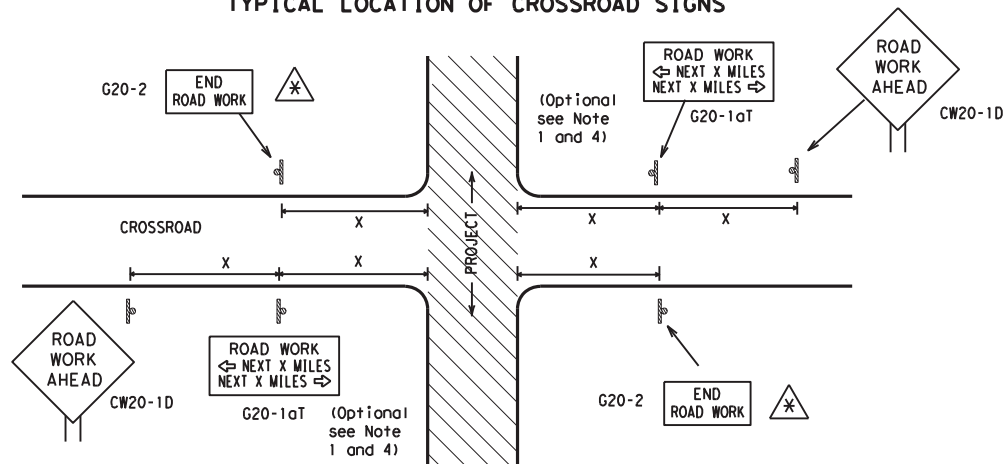 TYPICAL LOCATION OF CROSSROAD SIGNS
G20-2
END
ROAD WORK
*
(Optional
see Note
1 and 4)
ROAD WORK
⇦ NEXT X MILES
NEXT X MILES ⇨
G20-1aT
ROAD
WORK
AHEAD
CW20-1D
X
X
X
CROSSROAD
PROJECT
X
X
X
ROAD
WORK
AHEAD
CW20-1D
ROAD WORK
⇦ NEXT X MILES
NEXT X MILES ⇨
G20-1aT
(Optional
see Note
1 and 4)
G20-2
END
ROAD WORK
*